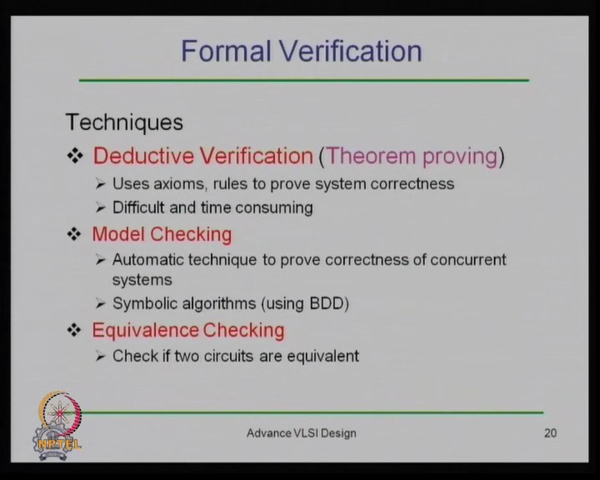 Formal Verification
Techniques
Deductive Verification (Theorem proving)
Uses axioms, rules to prove system correctness
Difficult and time consuming
Model Checking
Automatic technique to prove correctness of concurrent
systems
Symbolic algorithms (using BDD)
Equivalence Checking
Check if two circuits are equivalent
NPTEL
Advance VLSI Design
20